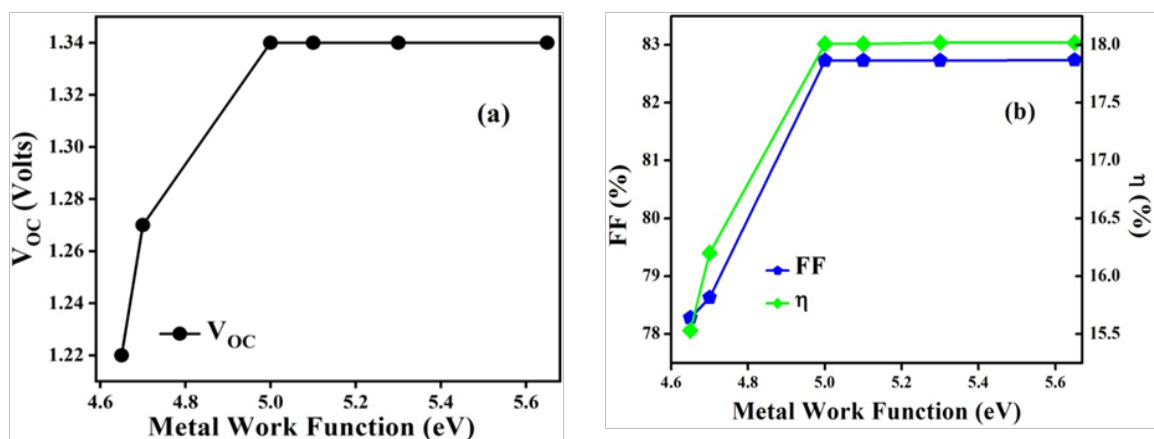 1.34
1.32
1.30
1.28
1.26
1.24
1.22
V_OC (Volts)
(a)
V_OC
4.6 4.8 5.0 5.2 5.4 5.6
Metal Work Function (eV)
83
82
81
80
79
78
FF (%)
(b)
FF
η
18.0
17.5
17.0
16.5
16.0
15.5
η (%)
4.6 4.8 5.0 5.2 5.4 5.6
Metal Work Function (eV)